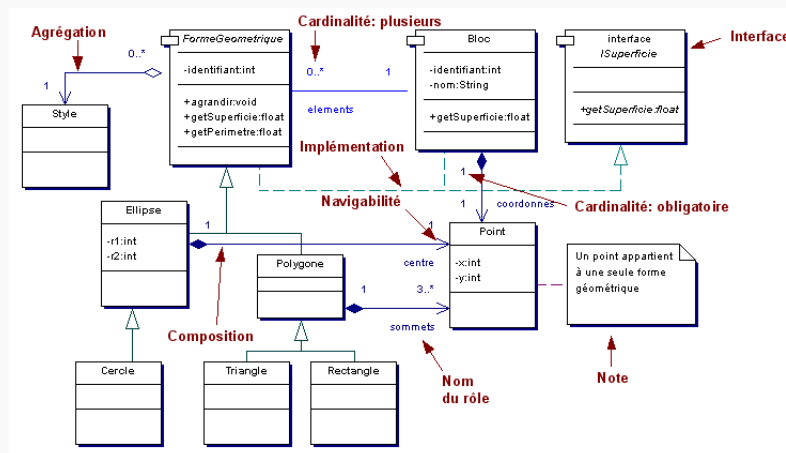 Agrégation
Cardinalité: plusieurs
Interface
0..*
1
Style
FormeGeometrique
-identifiant:int
+agrandir:void
+getSuperficie:float
+getPerimetre:float
0..*
1
elements
Bloc
-identifiant:int
-nom:String
+getSuperficie:float
interface
ISuperficie
+getSuperficie:float
Implémentation
1
1
coordonnes
Cardinalité: obligatoire
Navigabilité
Ellipse
-r1:int
-r2:int
1
1
centre
Composition
Polygone
1
3..*
sommets
Point
-x:int
-y:int
Un point appartient
à une seule forme
géométrique
Note
Nom
du rôle
Cercle
Triangle
Rectangle